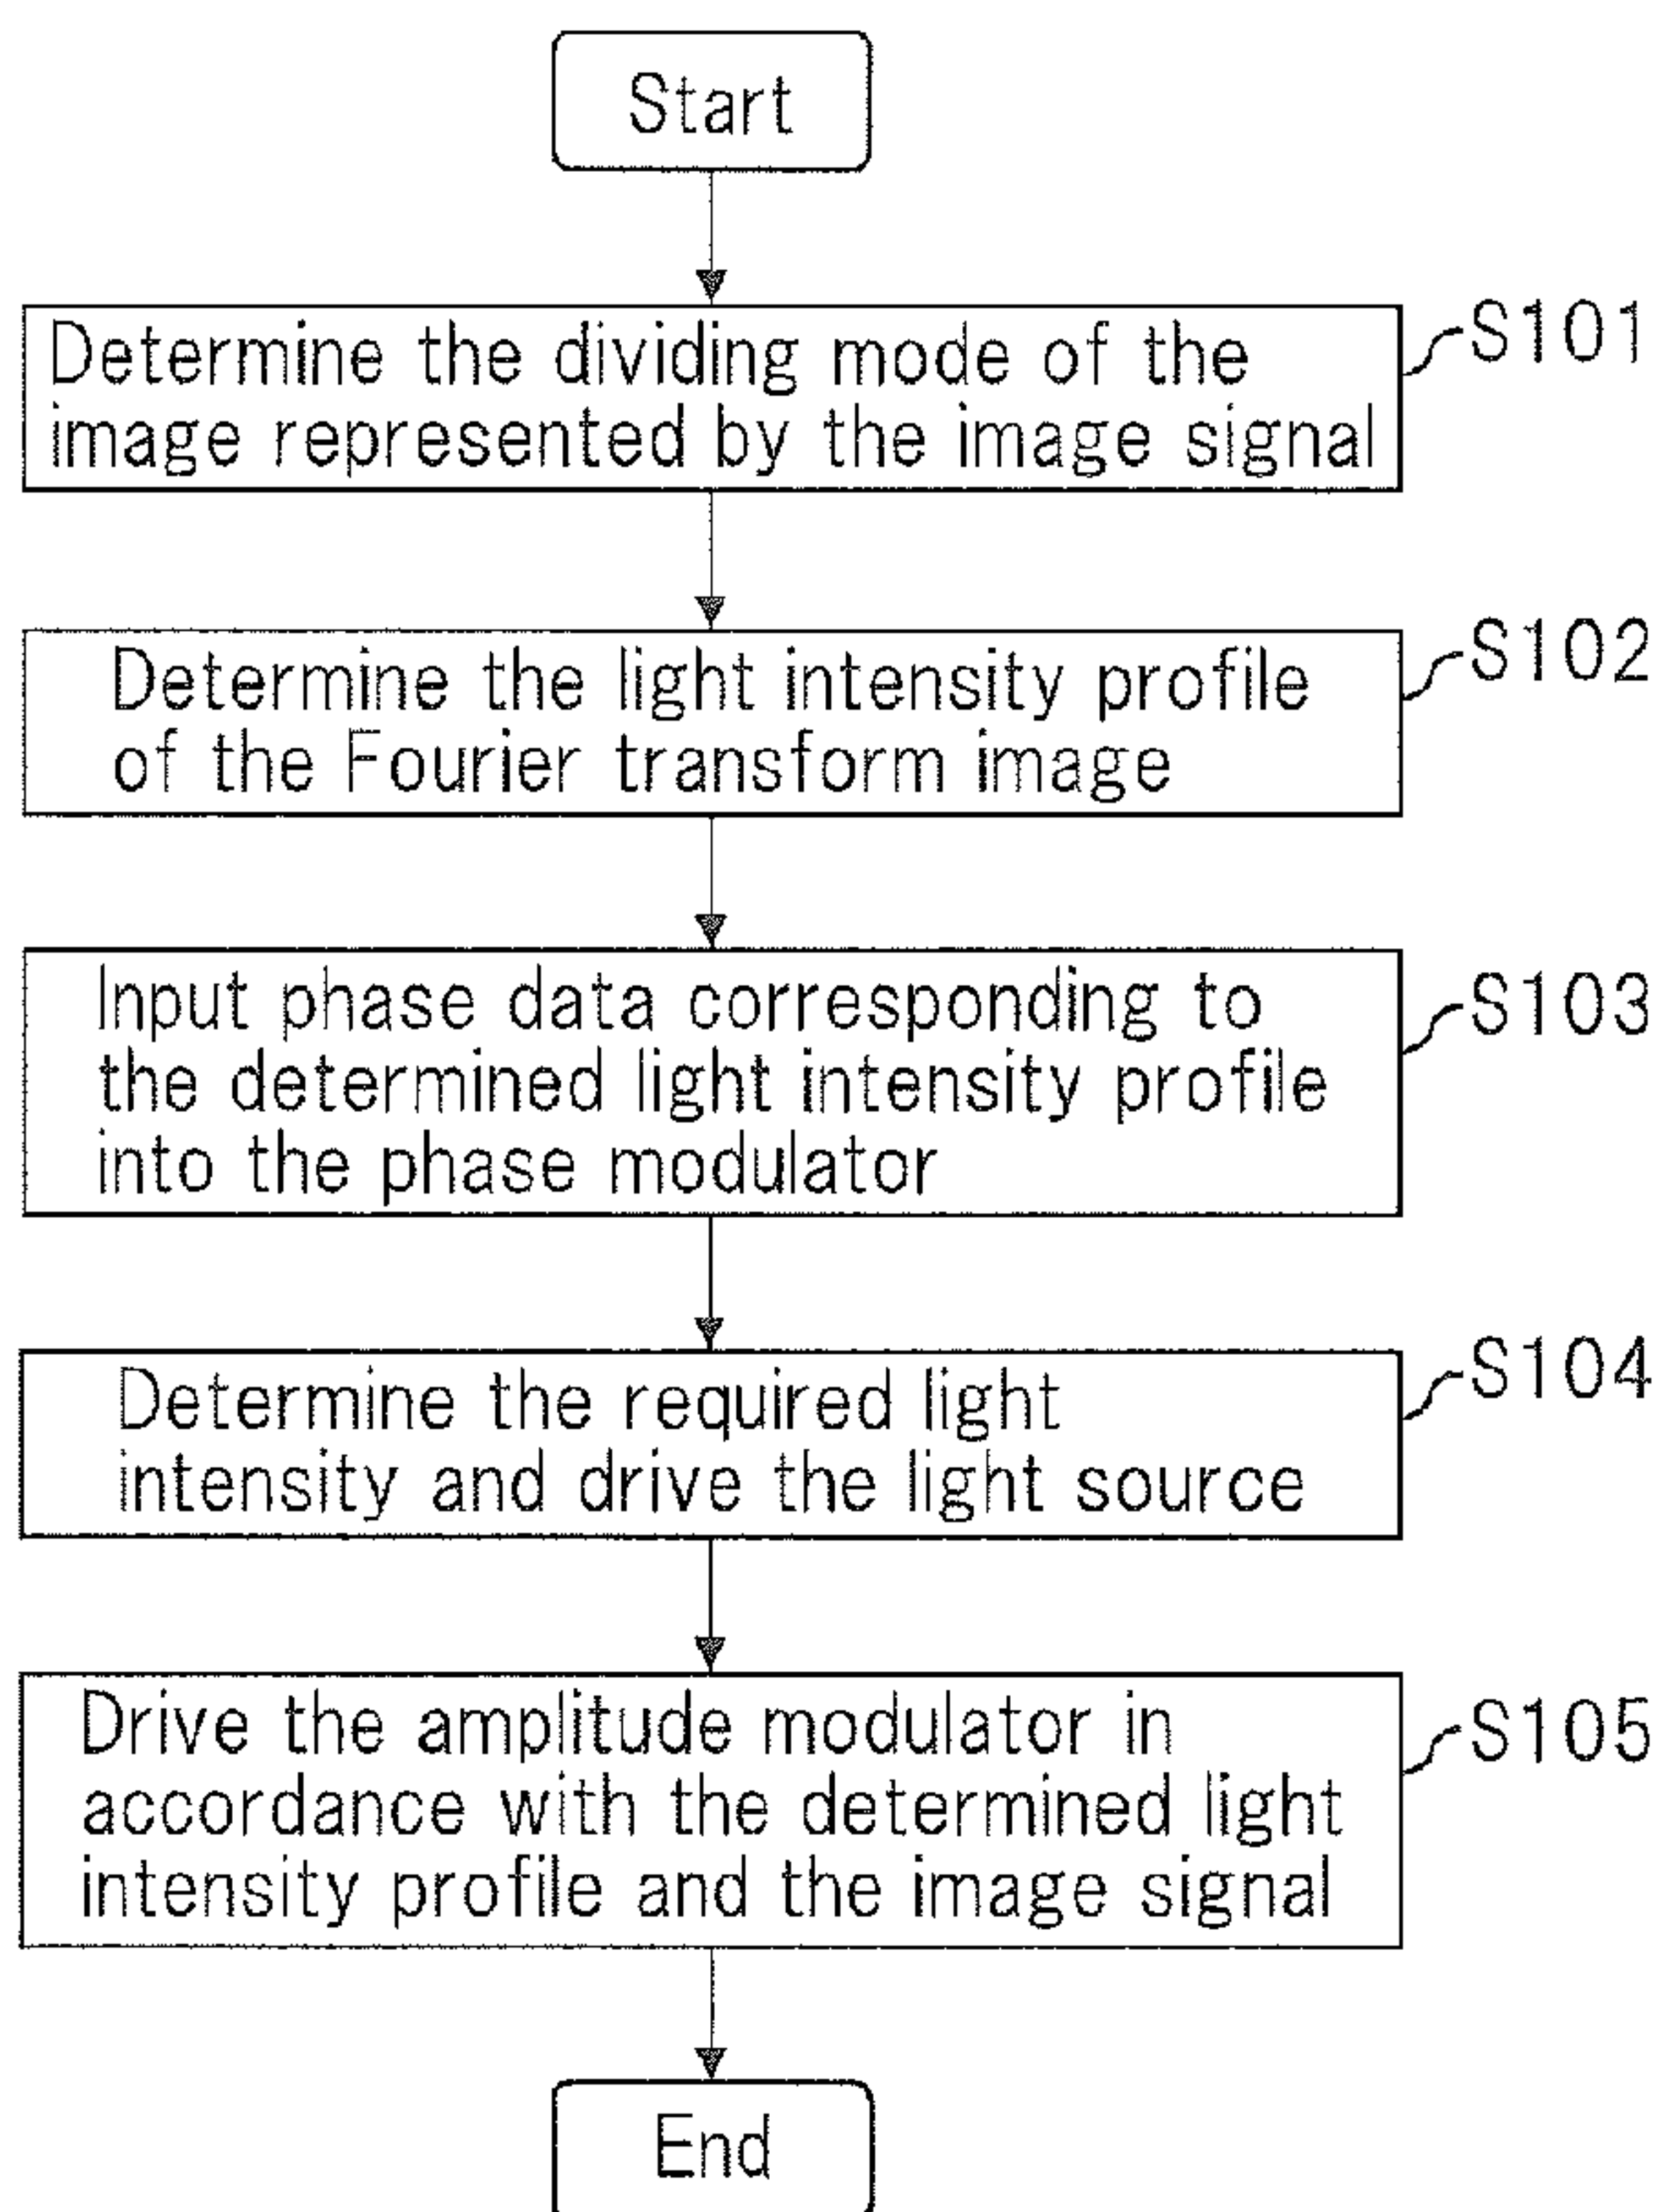 Start
Determine the dividing mode of the
image represented by the image signal
S101
Determine the light intensity profile
of the Fourier transform image
S102
Input phase data corresponding to
the determined light intensity profile
into the phase modulator
S103
Determine the required light
intensity and drive the light source
S104
Drive the amplitude modulator in
accordance with the determined light
intensity profile and the image signal
S105
End